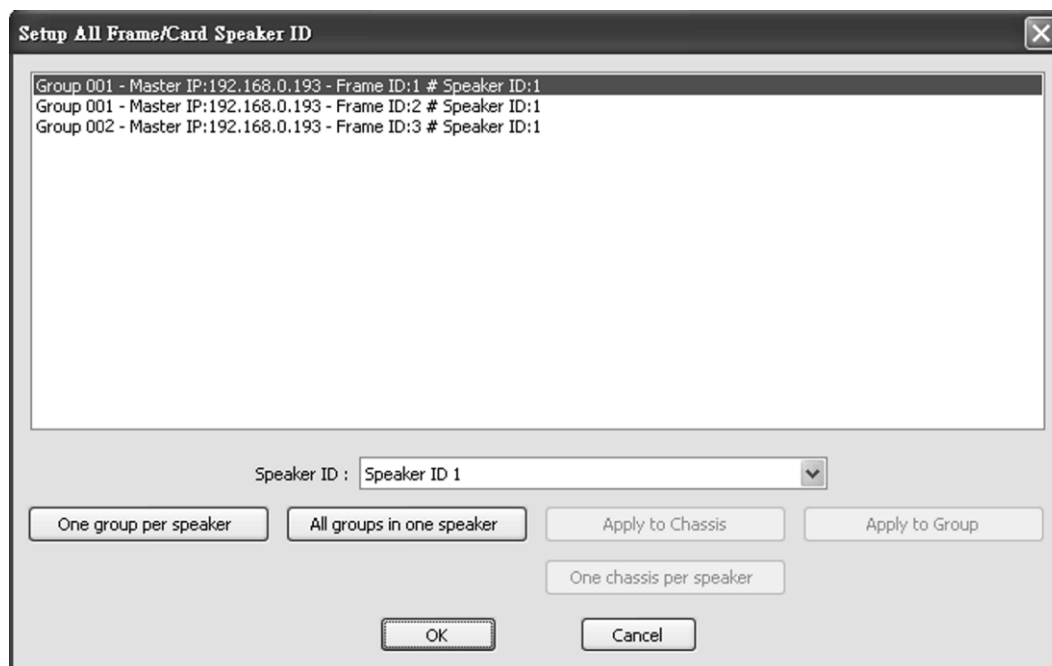 Setup All Frame/Card Speaker ID
Group 001 - Master IP:192.168.0.193 - Frame ID:1 # Speaker ID:1
Group 001 - Master IP:192.168.0.193 - Frame ID:2 # Speaker ID:1
Group 002 - Master IP:192.168.0.193 - Frame ID:3 # Speaker ID:1
Speaker ID : Speaker ID 1
One group per speaker All groups in one speaker Apply to Chassis Apply to Group
One chassis per speaker
OK Cancel